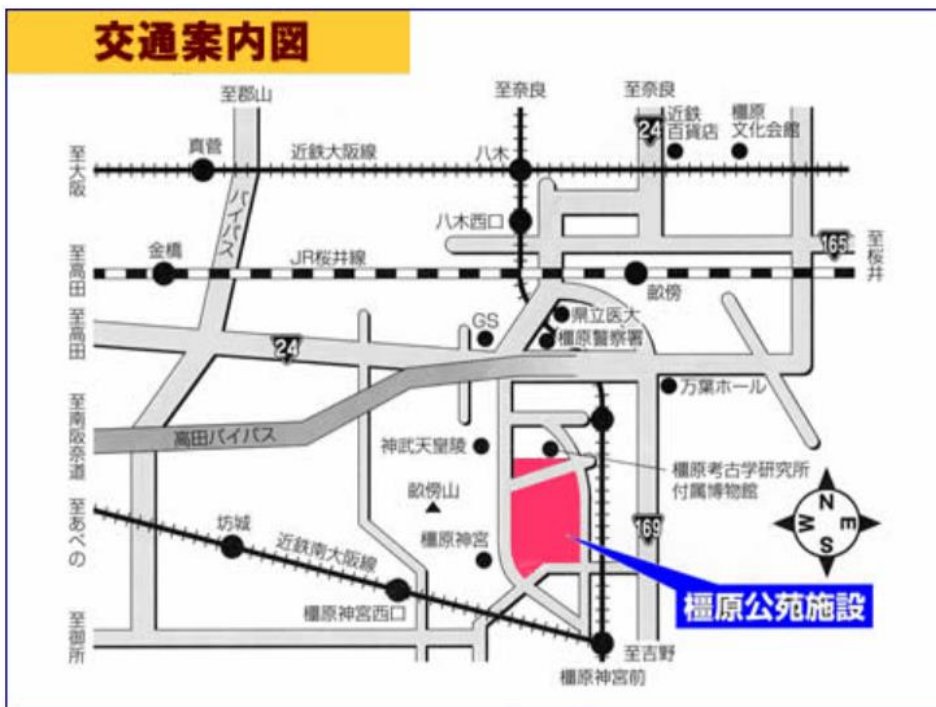 交通案内図
至郡山
至奈良
至奈良
24
近鉄
百貨店
橿原
文化会館
至大阪
真菅
近鉄大阪線
八木
バイパス
八木西口
165
至桜井
至高田
金橋
JR桜井線
畝傍
至高田
24
GS
県立医大
橿原警察署
万葉ホール
至南阪奈道
高田バイパス
神武天皇陵
橿原考古学研究所
付属博物館
畝傍山
至あべの
坊城
近鉄南大阪線
橿原神宮
169
N
W
E
S
橿原公苑施設
橿原神宮西口
至御所
至吉野
橿原神宮前